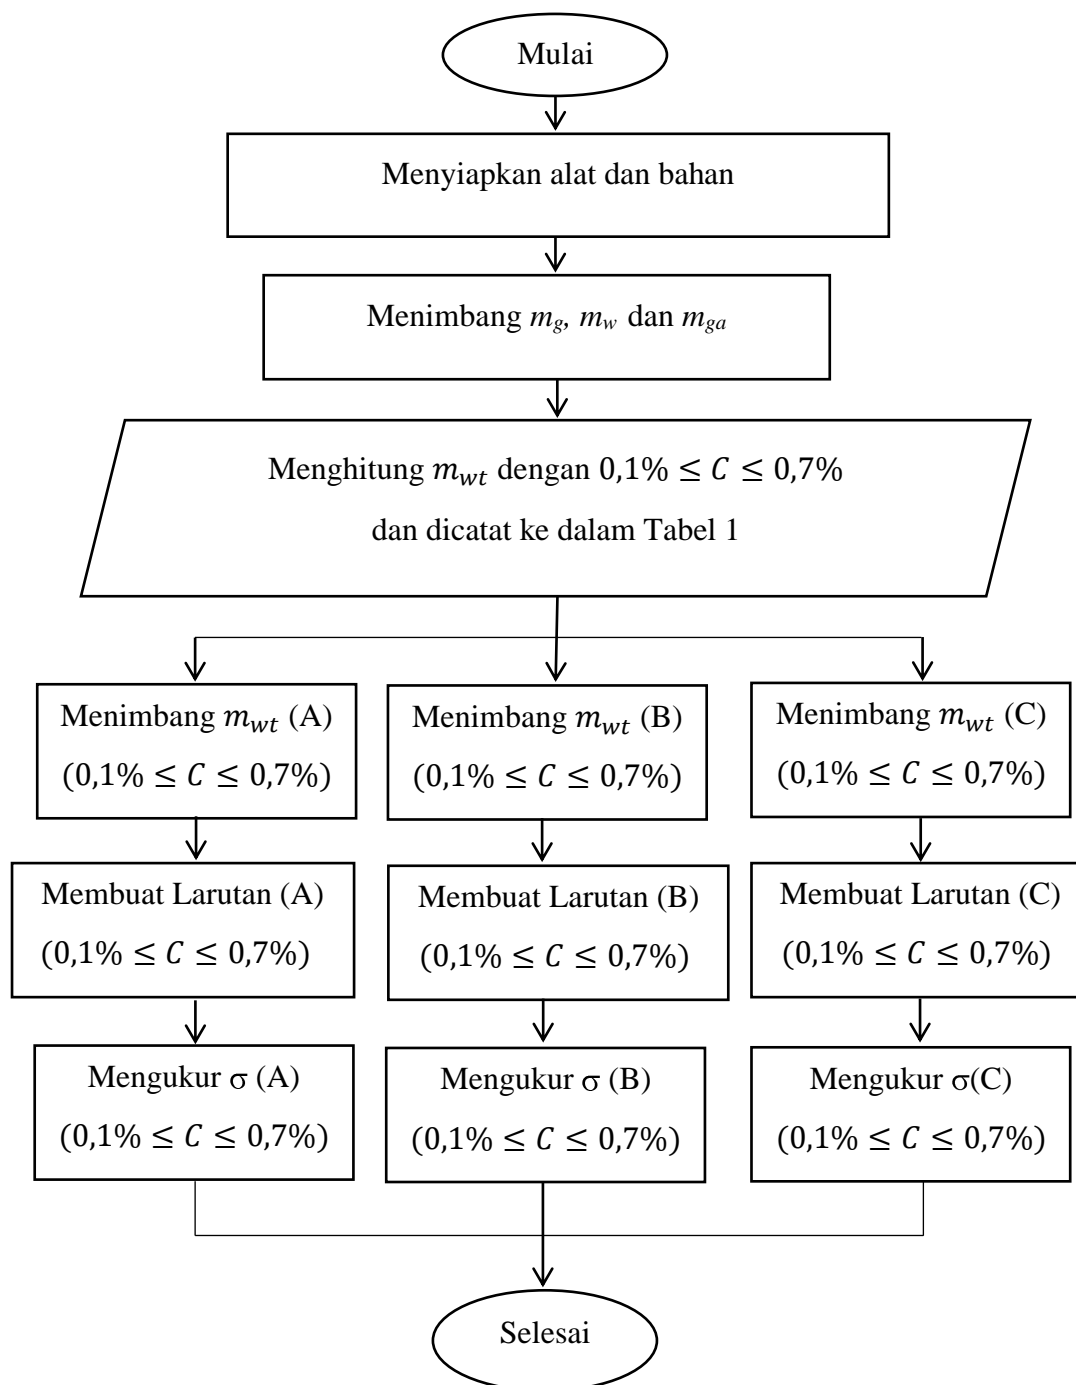 Mulai
Menyiapkan alat dan bahan
Menimbang m_g, m_w dan m_ga
Menghitung m_wt dengan 0,1% ≤ C ≤ 0,7%
dan dicatat ke dalam Tabel 1
Menimbang m_wt (A)
(0,1% ≤ C ≤ 0,7%)
Menimbang m_wt (B)
(0,1% ≤ C ≤ 0,7%)
Menimbang m_wt (C)
(0,1% ≤ C ≤ 0,7%)
Membuat Larutan (A)
(0,1% ≤ C ≤ 0,7%)
Membuat Larutan (B)
(0,1% ≤ C ≤ 0,7%)
Membuat Larutan (C)
(0,1% ≤ C ≤ 0,7%)
Mengukur σ (A)
(0,1% ≤ C ≤ 0,7%)
Mengukur σ (B)
(0,1% ≤ C ≤ 0,7%)
Mengukur σ(C)
(0,1% ≤ C ≤ 0,7%)
Selesai